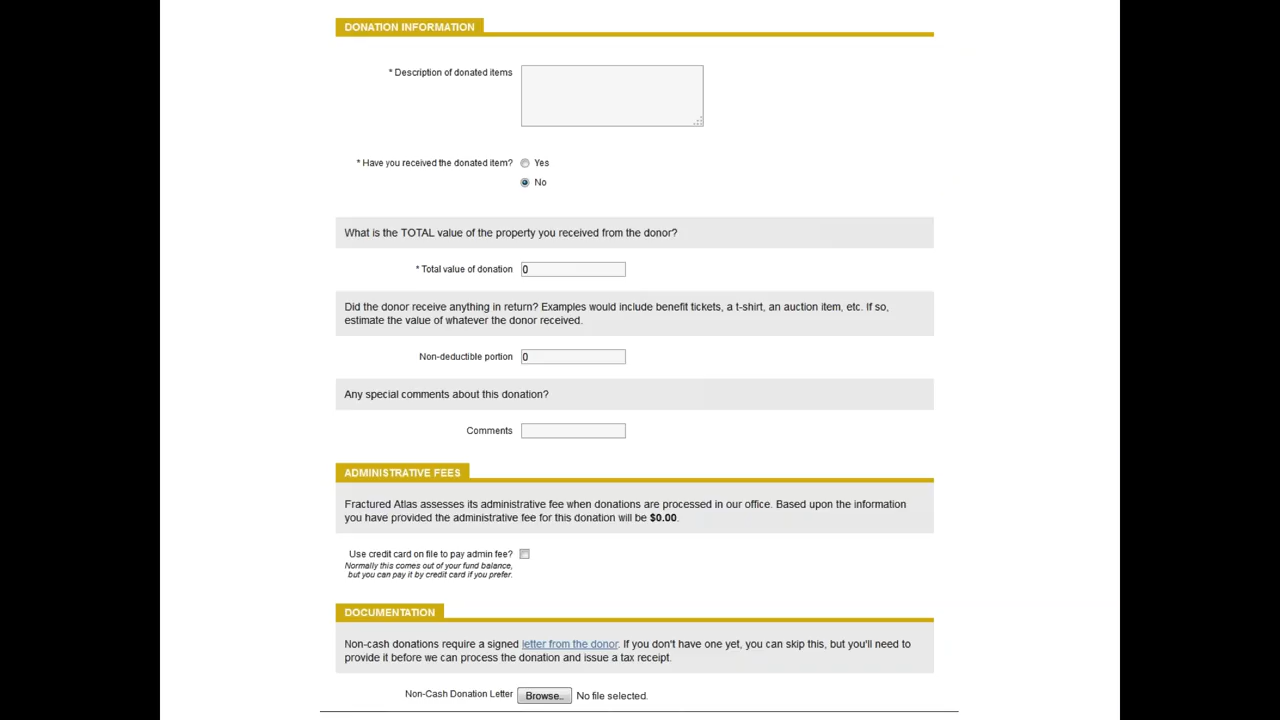 DONATION INFORMATION
* Description of donated items
* Have you received the donated item? Yes
No
What is the TOTAL value of the property you received from the donor?
* Total value of donation 0
Did the donor receive anything in return? Examples would include benefit tickets, a t-shirt, an auction item, etc. If so,
estimate the value of whatever the donor received.
Non-deductible portion 0
Any special comments about this donation?
Comments
ADMINISTRATIVE FEES
Fractured Atlas assesses its administrative fee when donations are processed in our office. Based upon the information
you have provided the administrative fee for this donation will be $0.00.
Use credit card on file to pay admin fee?
Normally this comes out of your fund balance,
but you can pay it by credit card if you prefer.
DOCUMENTATION
Non-cash donations require a signed letter from the donor. If you don't have one yet, you can skip this, but you'll need to
provide it before we can process the donation and issue a tax receipt.
Non-Cash Donation Letter Browse.. No file selected.